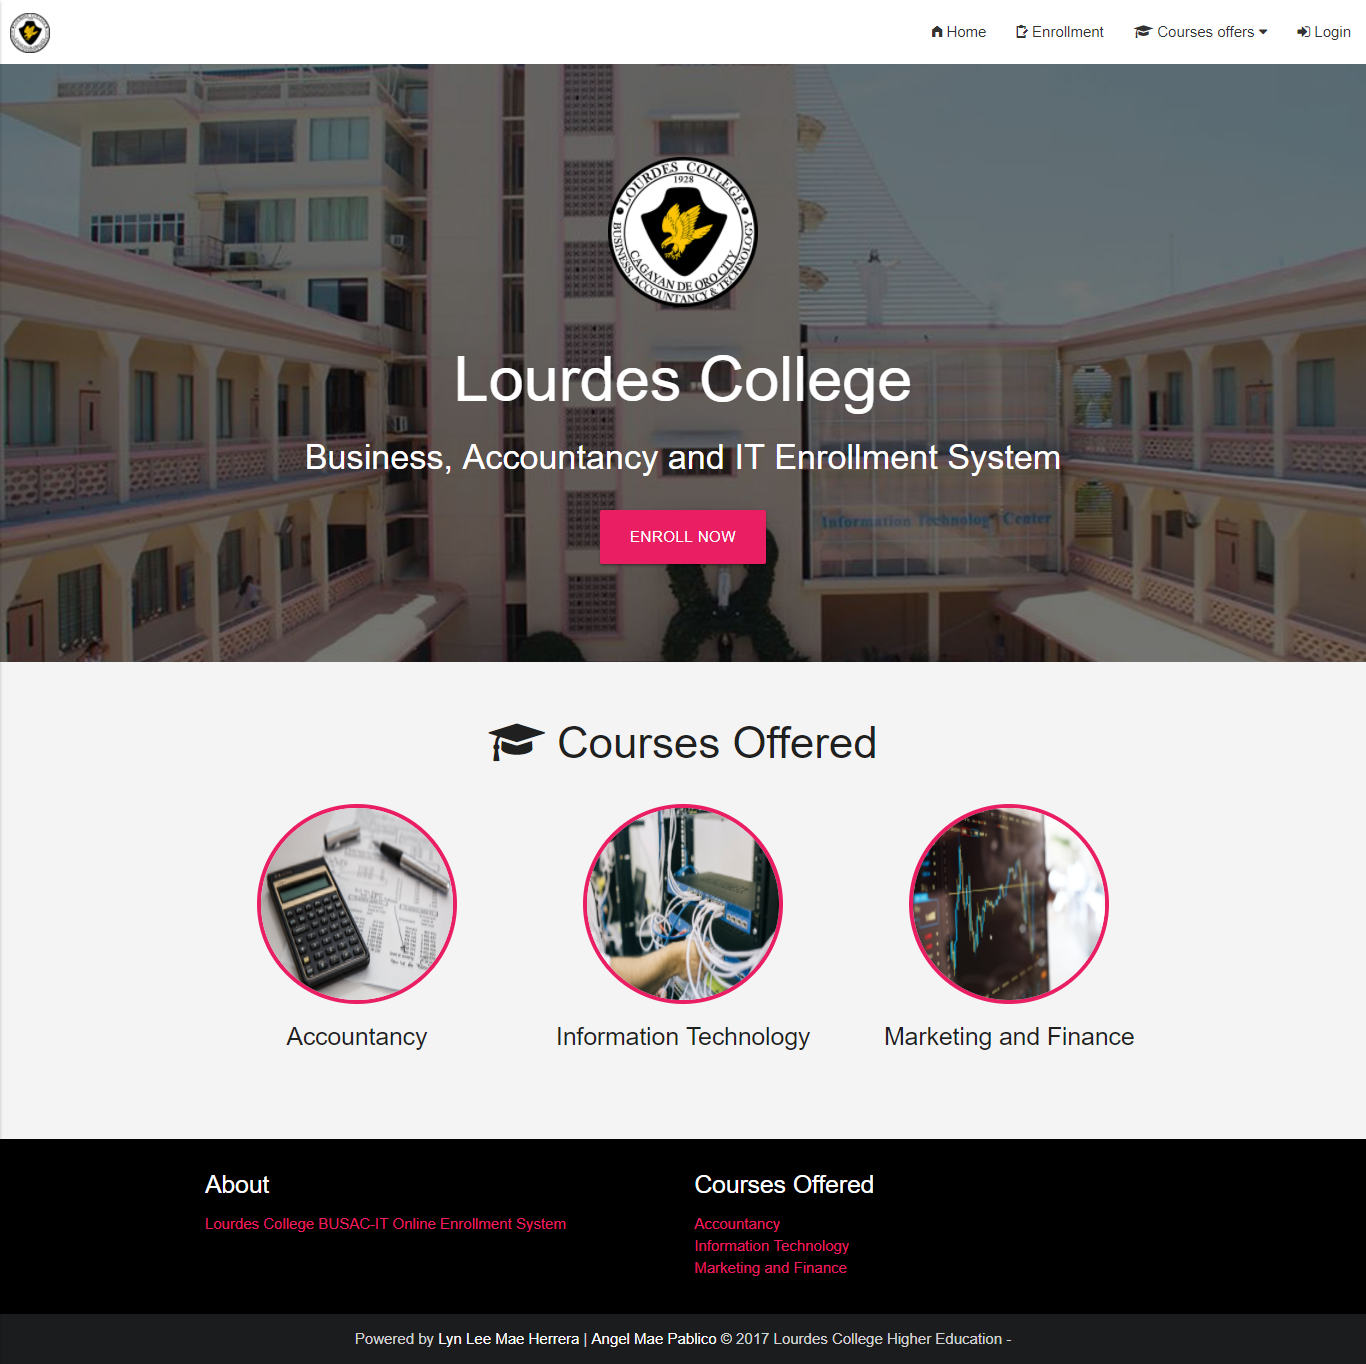 Home
Enrollment
Courses offers
Login
LOURDES COLLEGE
1928
CAGAYAN DE ORO CITY
BUSINESS, ACCOUNTANCY & TECHNOLOGY
Lourdes College
Business, Accountancy and IT Enrollment System
Information Technology Center
ENROLL NOW
Courses Offered
Accountancy
Information Technology
Marketing and Finance
About
Lourdes College BUSAC-IT Online Enrollment System
Courses Offered
Accountancy
Information Technology
Marketing and Finance
Powered by Lyn Lee Mae Herrera | Angel Mae Pablico © 2017 Lourdes College Higher Education -